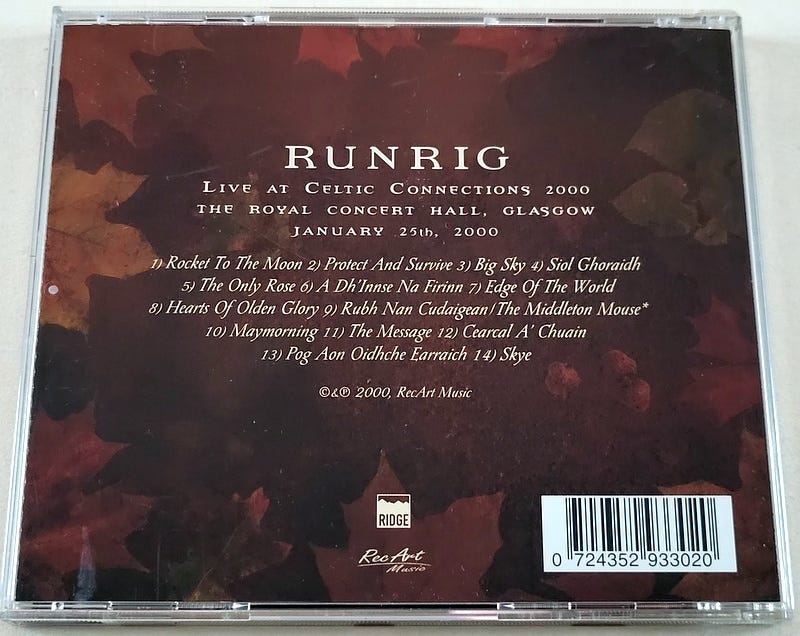 RUNRIG
LIVE AT CELTIC CONNECTIONS 2000
THE ROYAL CONCERT HALL, GLASGOW
JANUARY 25th, 2000
1) Rocket To The Moon 2) Protect And Survive 3) Big Sky 4) Siol Ghoraidh
5) The Only Rose 6) A Dh'Innse Na Firinn 7) Edge Of The World
8) Hearts Of Olden Glory 9) Rubh Nan Cudaigean/The Middleton Mouse*
10) Maymorning 11) The Message 12) Cearcal A' Chuain
13) Pog Aon Oidhche Earraich 14) Skye
©&℗ 2000, RecArt Music
RIDGE
RecArt
Music
0 724352 933020